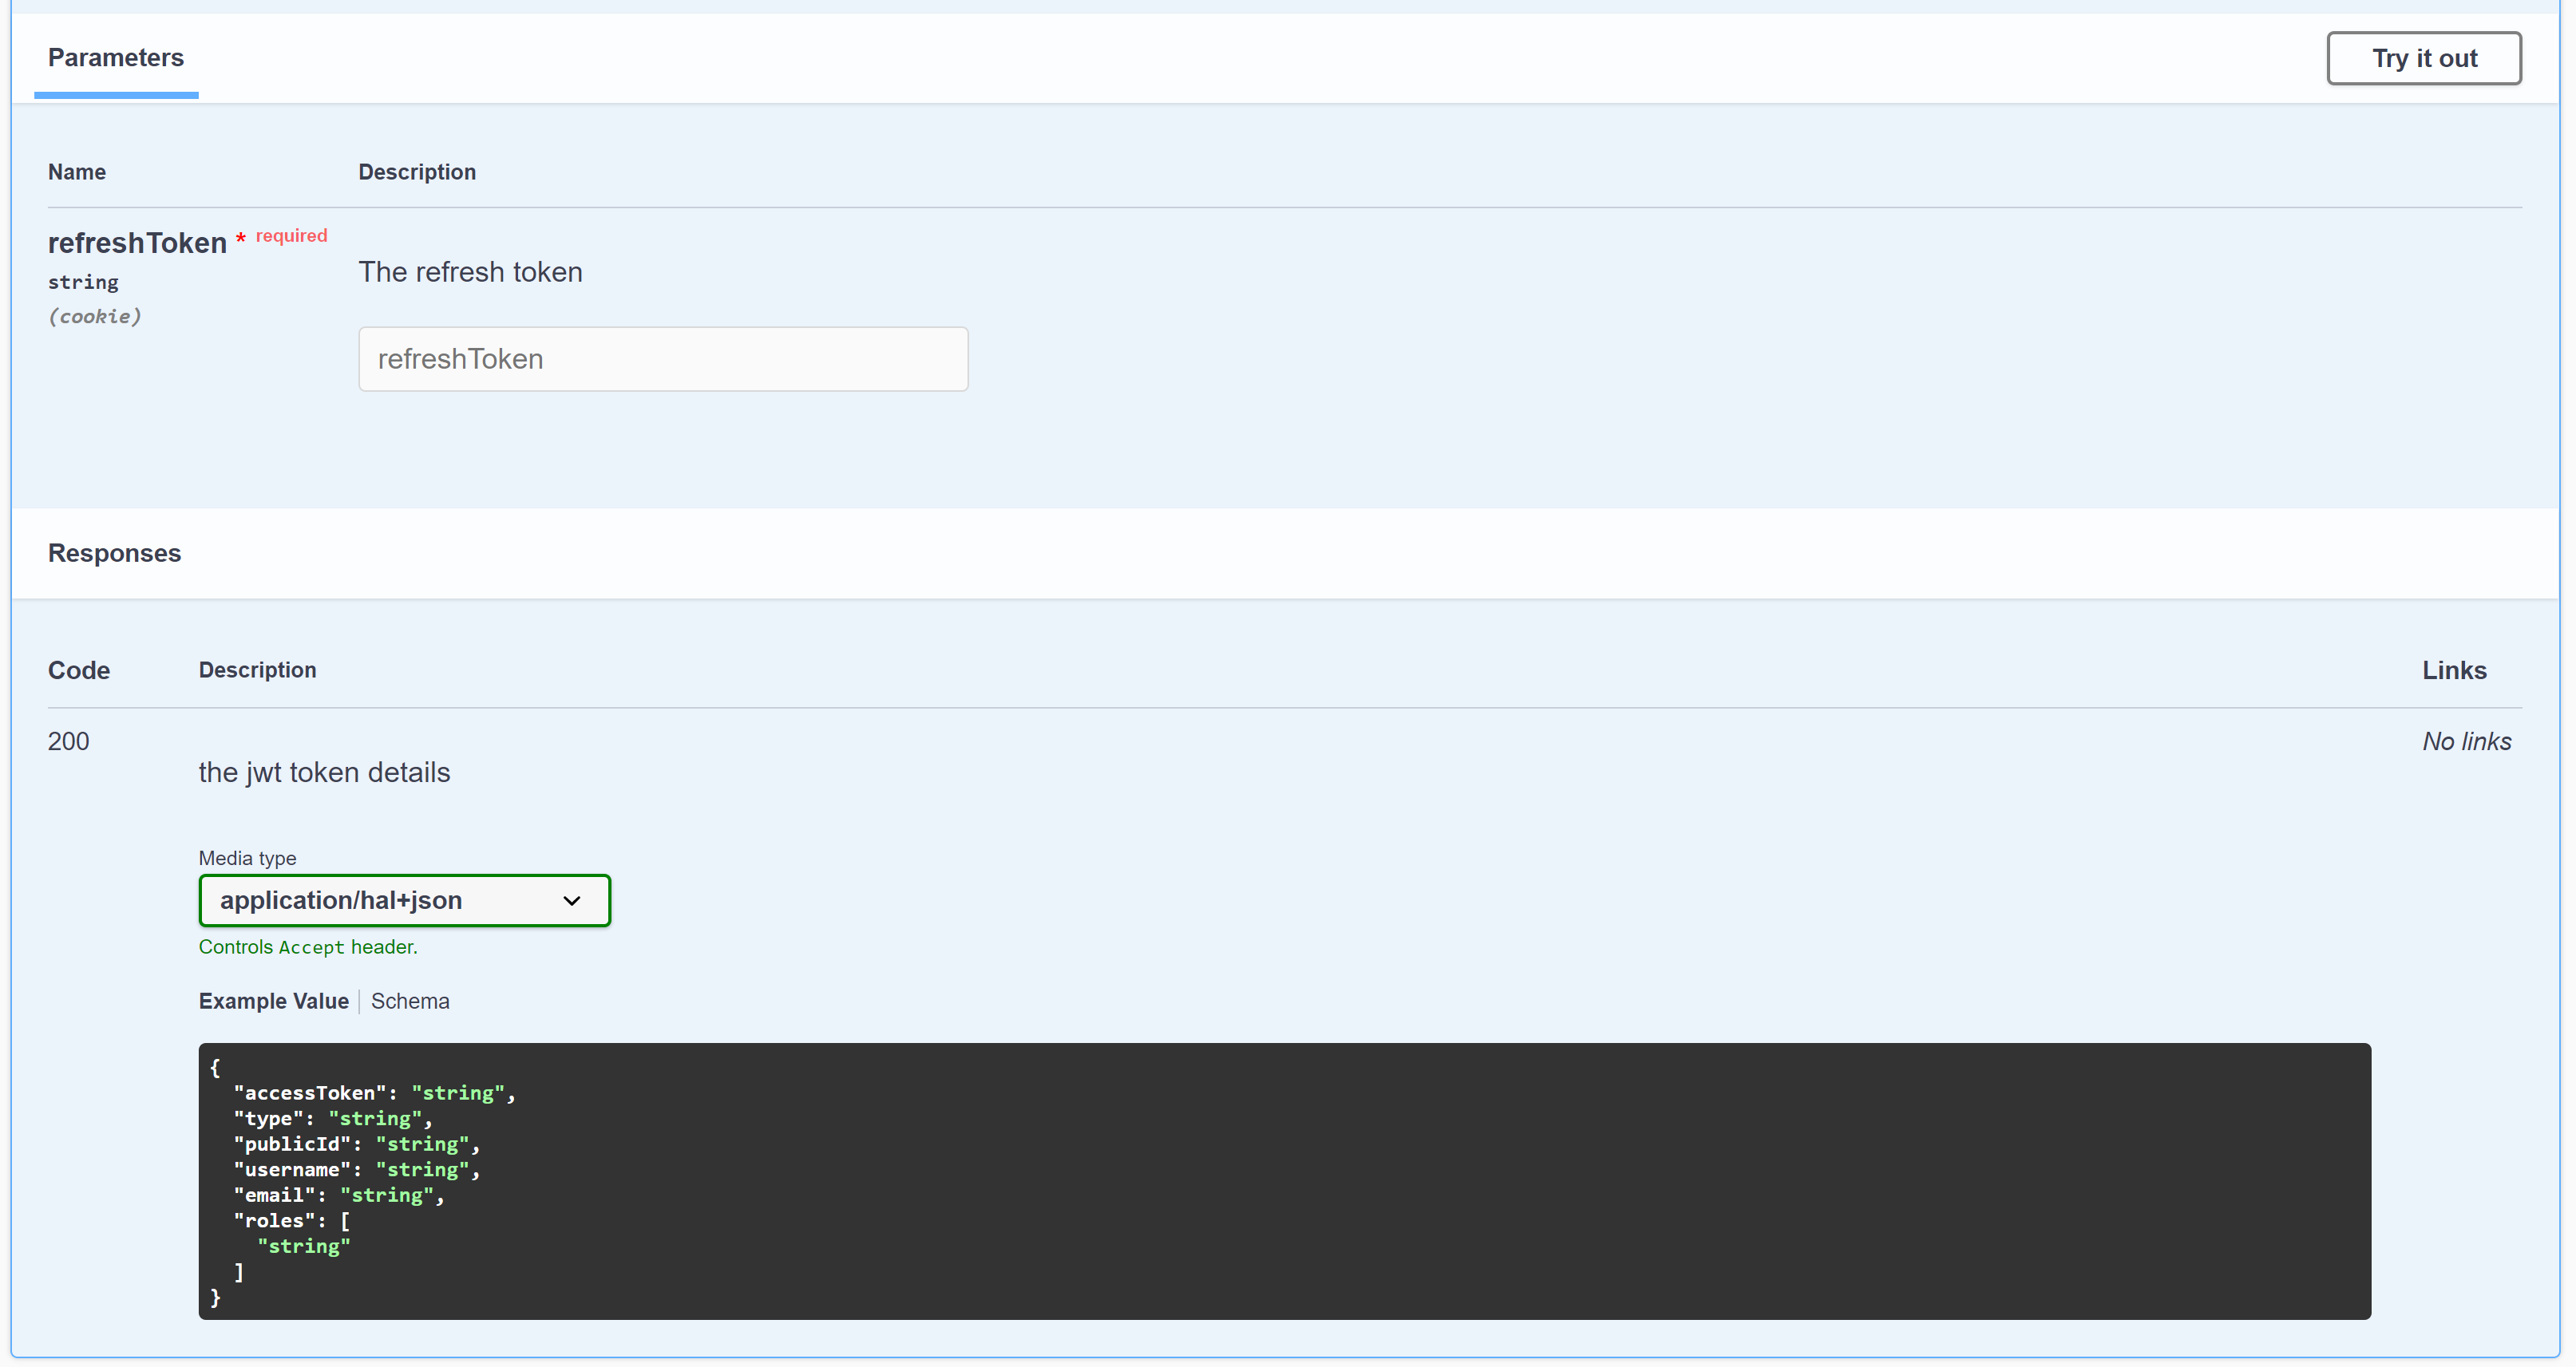 Parameters
Try it out
Name Description
refreshToken * required
string
(cookie)
The refresh token
refreshToken
Responses
Code Description Links
200 No links
the jwt token details
Media type
application/hal+json
Controls Accept header.
Example Value Schema
{
  "accessToken": "string",
  "type": "string",
  "publicId": "string",
  "username": "string",
  "email": "string",
  "roles": [
    "string"
  ]
}